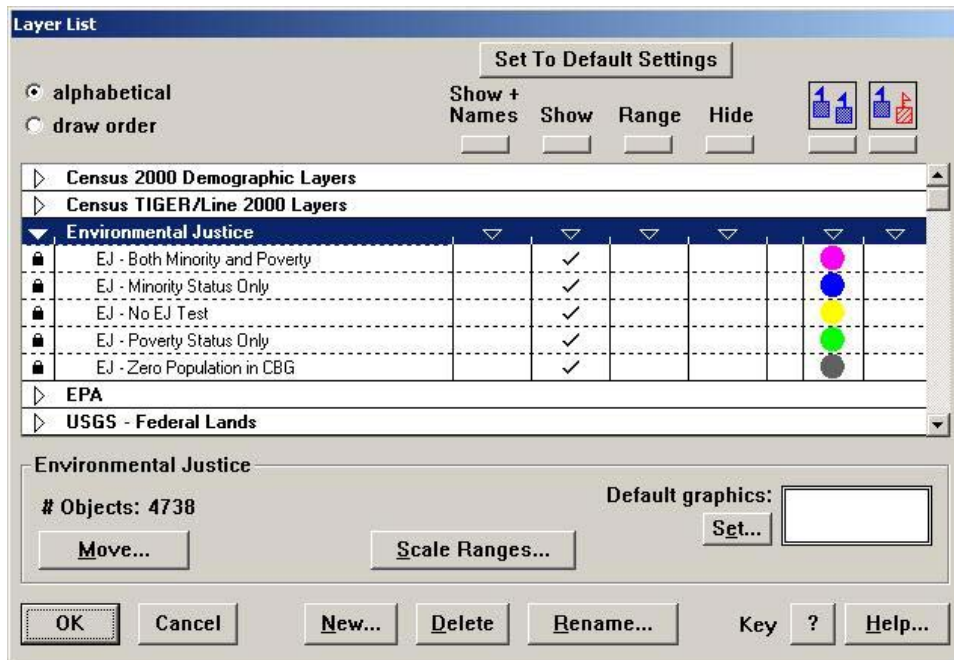 Layer List
Set To Default Settings
alphabetical
draw order
Show +
Names Show Range Hide
Census 2000 Demographic Layers
Census TIGER/Line 2000 Layers
Environmental Justice
EJ - Both Minority and Poverty
EJ - Minority Status Only
EJ - No EJ Test
EJ - Poverty Status Only
EJ - Zero Population in CBG
EPA
USGS - Federal Lands
Environmental Justice
# Objects: 4738
Default graphics:
Set...
Move...
Scale Ranges...
OK Cancel New... Delete Rename... Key ? Help...